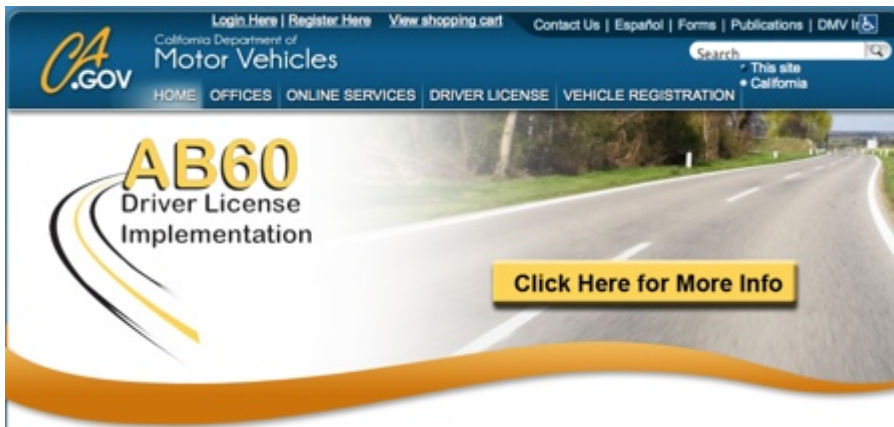 Login Here | Register Here View shopping cart Contact Us | Español | Forms | Publications | DMV
CA
.GOV
California Department of
Motor Vehicles
Search
This site
California
HOME OFFICES ONLINE SERVICES DRIVER LICENSE VEHICLE REGISTRATION
AB60
Driver License
Implementation
Click Here for More Info